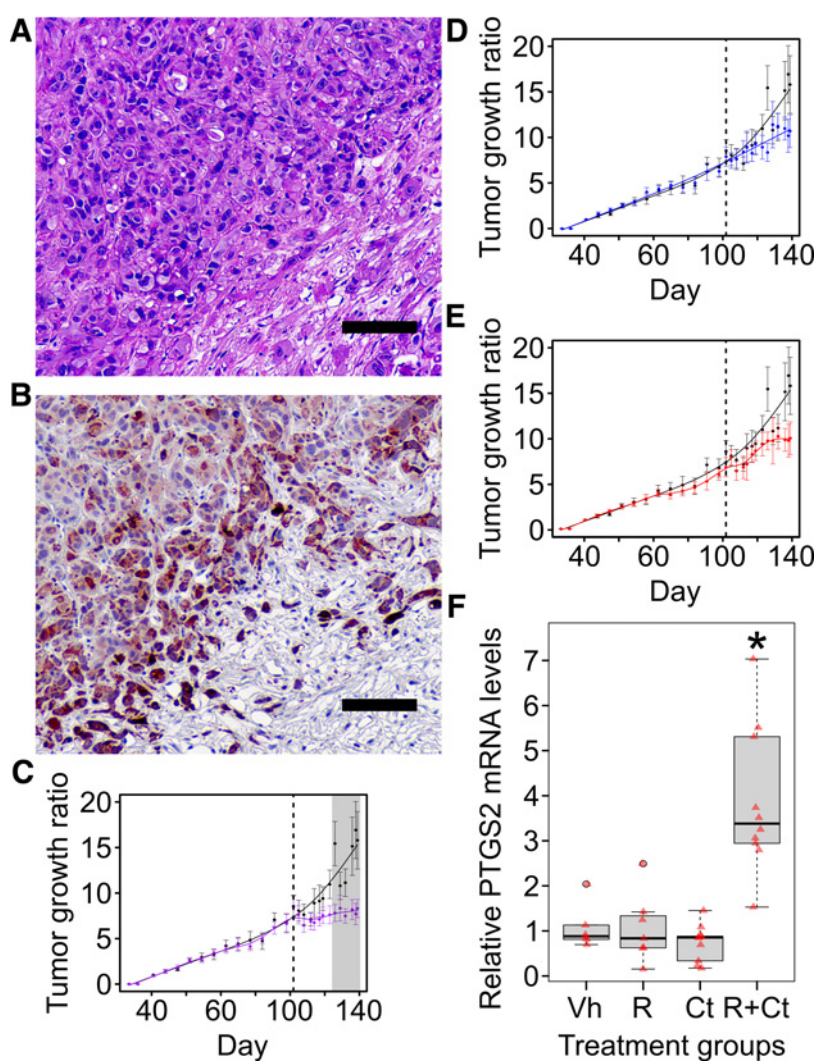 A
B
C
Tumor growth ratio
20
15
10
5
0
40
60
100
140
Day
D
Tumor growth ratio
20
15
10
5
0
40
60
100
140
Day
E
Tumor growth ratio
20
15
10
5
0
40
60
100
140
Day
F
Relative PTGS2 mRNA levels
7
6
5
4
3
2
1
0
*
Vh R Ct R+Ct
Treatment groups